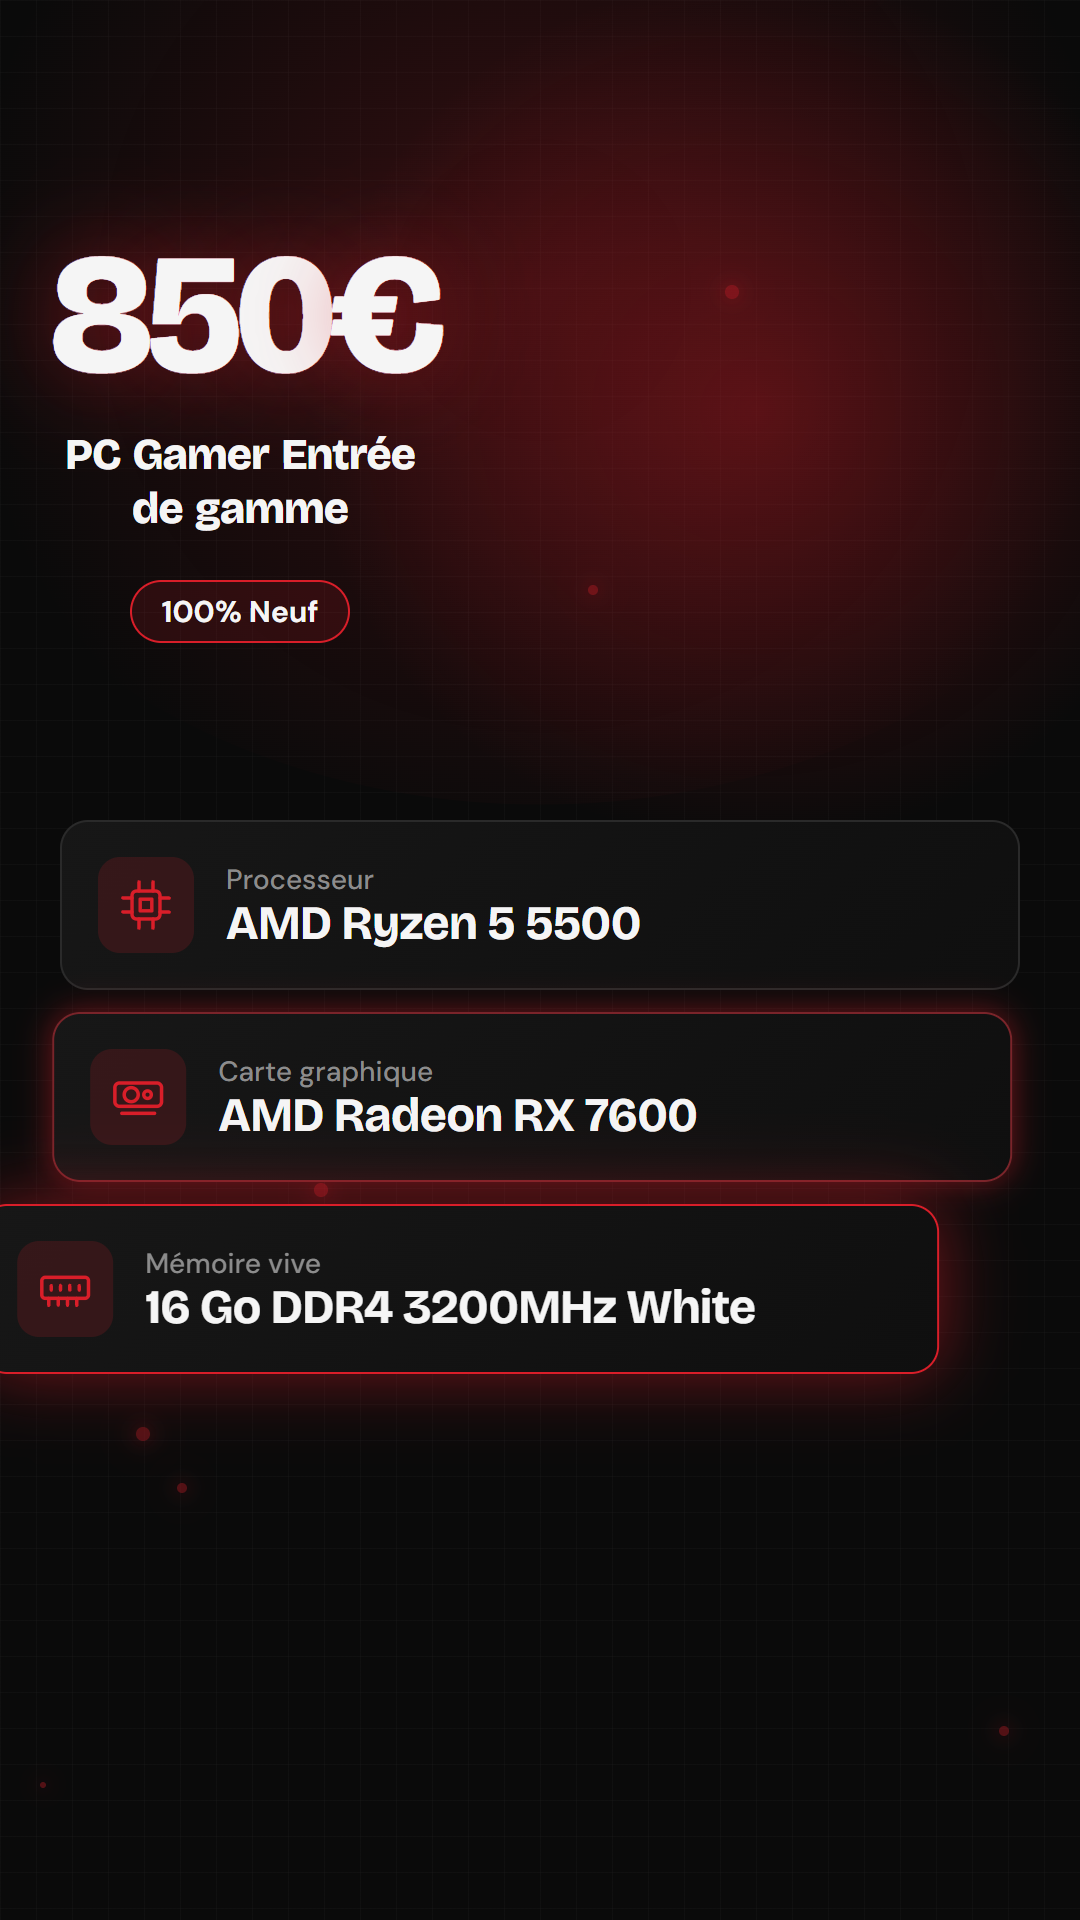 850€
PC Gamer Entrée
de gamme
100% Neuf
Processeur
AMD Ryzen 5 5500
Carte graphique
AMD Radeon RX 7600
Mémoire vive
16 Go DDR4 3200MHz White